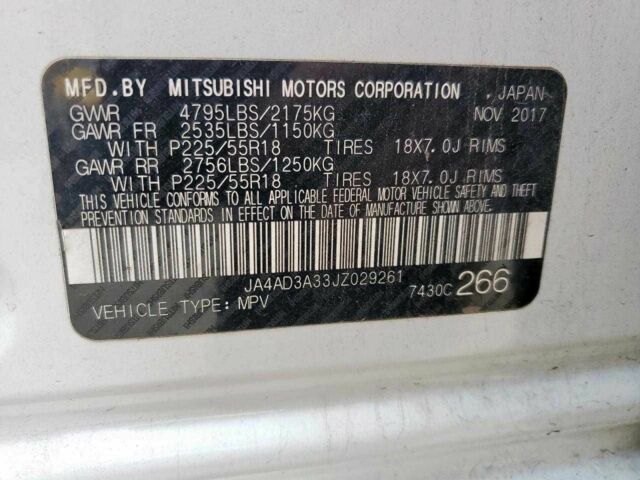 MFD.BY MITSUBISHI MOTORS CORPORATION JAPAN
GVWR 4795LBS/2175KG NOV 2017
GAWR FR 2535LBS/1150KG
WITH P225/55R18 TIRES 18X7.0J RIMS
GAWR RR 2756LBS/1250KG
WITH P225/55R18 TIRES 18X7.0J RIMS
THIS VEHICLE CONFORMS TO ALL APPLICABLE FEDERAL MOTOR VEHICLE SAFETY AND THEFT
PREVENTION STANDARDS IN EFFECT ON THE DATE OF MANUFACTURE SHOWN ABOVE.
JA4AD3A33JZ029261
VEHICLE TYPE: MPV 7430C 266